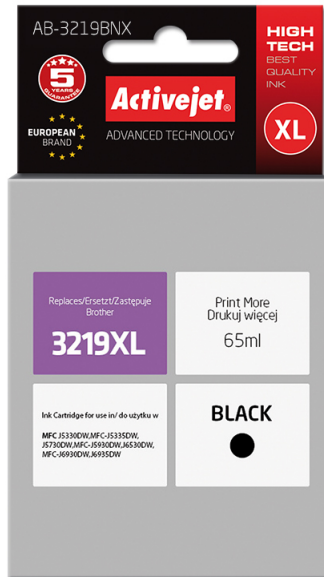 AB-3219BNX
HIGH
TECH
BEST
QUALITY
INK
5
YEARS
GUARANTEE
Activejet®
EUROPEAN
BRAND
ADVANCED TECHNOLOGY
XL
Replaces/Ersetzt/Zastępuje
Brother
3219XL
Print More
Drukuj więcej
65ml
Ink Cartridge for use in/ do użytku w
MFC J5330DW,MFC-J5335DW,
J5730DW,MFC-J5930DW,J6530DW,
MFC-J6930DW,J6935DW
BLACK